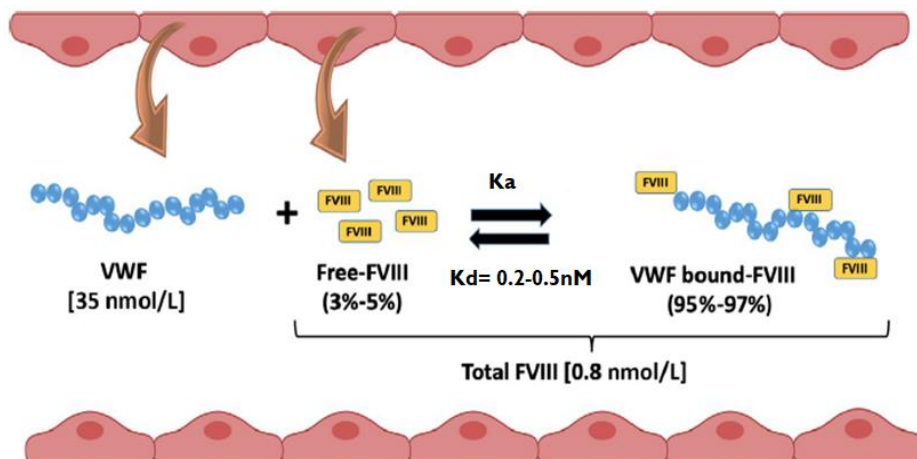 Ka
FVIII
FVIII
FVIII
FVIII
FVIII
FVIII
FVIII
+
VWF
[35 nmol/L]
Free-FVIII
(3%-5%)
Kd= 0.2-0.5nM
VWF bound-FVIII
(95%-97%)
Total FVIII [0.8 nmol/L]